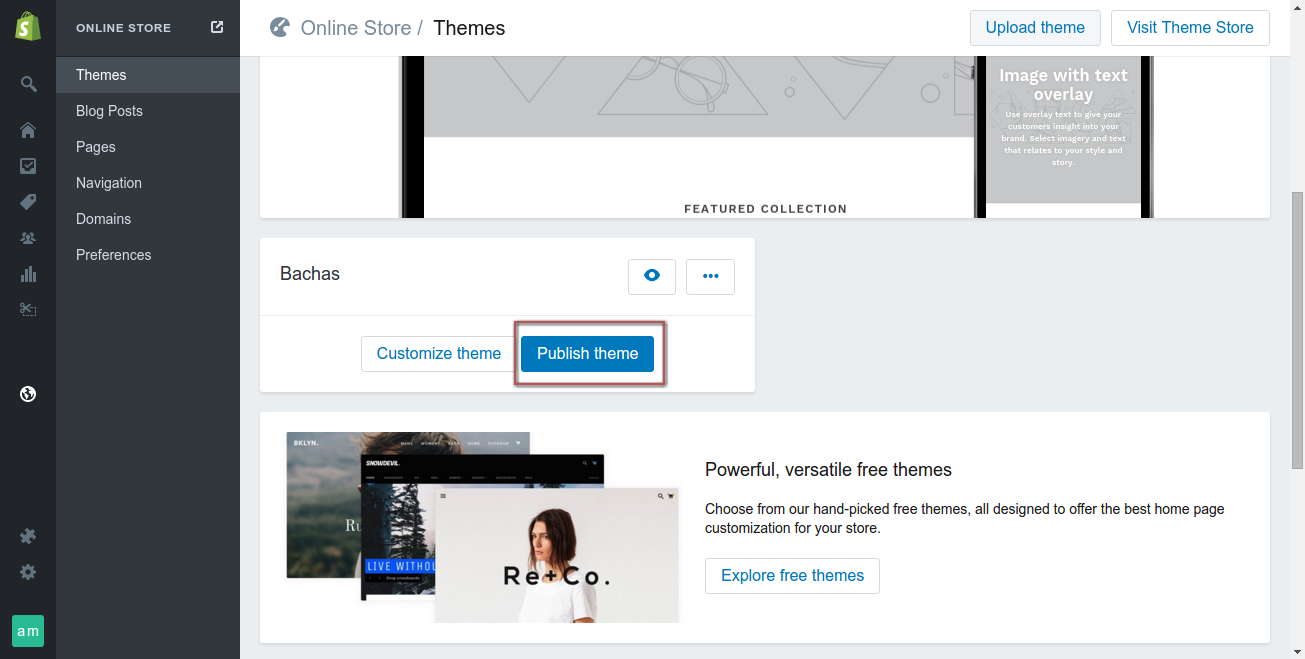 ONLINE STORE
Online Store / Themes
Upload theme
Visit Theme Store
Themes
Blog Posts
Pages
Navigation
Domains
Preferences
am
Image with text
overlay
Use overlay text to give your
customers insight into your
brand. Select imagery and text
that relates to your style and
story.
FEATURED COLLECTION
Bachas
Customize theme
Publish theme
BKLYN.
SNOWDEVIL.
LIVE WITHOU
Shop snowboards
Re+Co.
Powerful, versatile free themes
Choose from our hand-picked free themes, all designed to offer the best home page
customization for your store.
Explore free themes